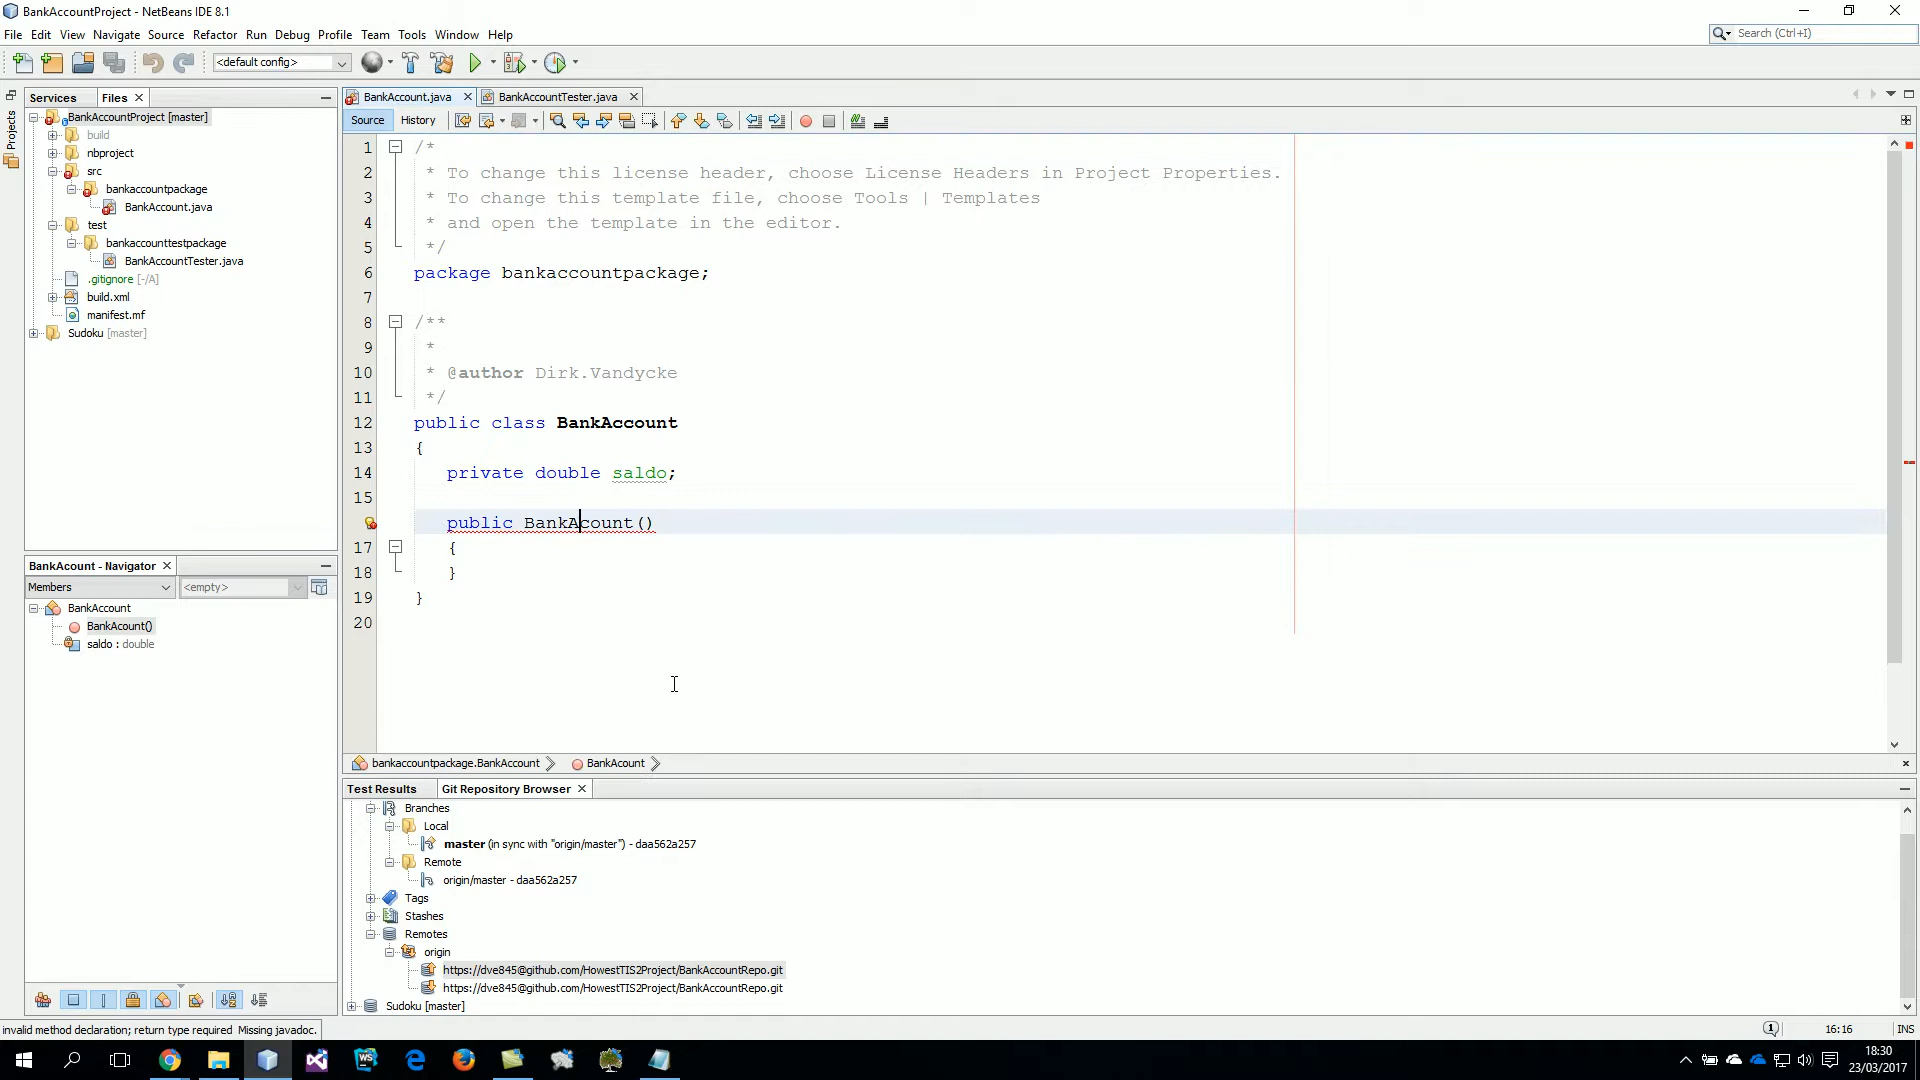 BankAccountProject - NetBeans IDE 8.1
File Edit View Navigate Source Refactor Run Debug Profile Team Tools Window Help
Search (Ctrl+I)
<default config>
Services Files
Projects
BankAccountProject [master]
build
nbproject
src
bankaccountpackage
BankAccount.java
test
bankaccounttestpackage
BankAccountTester.java
.gitignore [-/A]
build.xml
manifest.mf
Sudoku [master]
BankAcount - Navigator
Members <empty>
BankAccount
BankAcount()
saldo : double
BankAccount.java BankAccountTester.java
Source History
1 /*
2 * To change this license header, choose License Headers in Project Properties.
3 * To change this template file, choose Tools | Templates
4 * and open the template in the editor.
5 */
6 package bankaccountpackage;
7
8 /**
9 *
10 * @author Dirk.Vandycke
11 */
12 public class BankAccount
13 {
14 private double saldo;
15
public BankAcount()
17 {
18 }
19 }
20
bankaccountpackage.BankAccount BankAcount
Test Results Git Repository Browser
Branches
Local
master (in sync with "origin/master") - daa562a257
Remote
origin/master - daa562a257
Tags
Stashes
Remotes
origin
https://dve845@github.com/HowestTIS2Project/BankAccountRepo.git
https://dve845@github.com/HowestTIS2Project/BankAccountRepo.git
Sudoku [master]
invalid method declaration; return type required Missing javadoc.
1 16:16 INS
18:30
23/03/2017